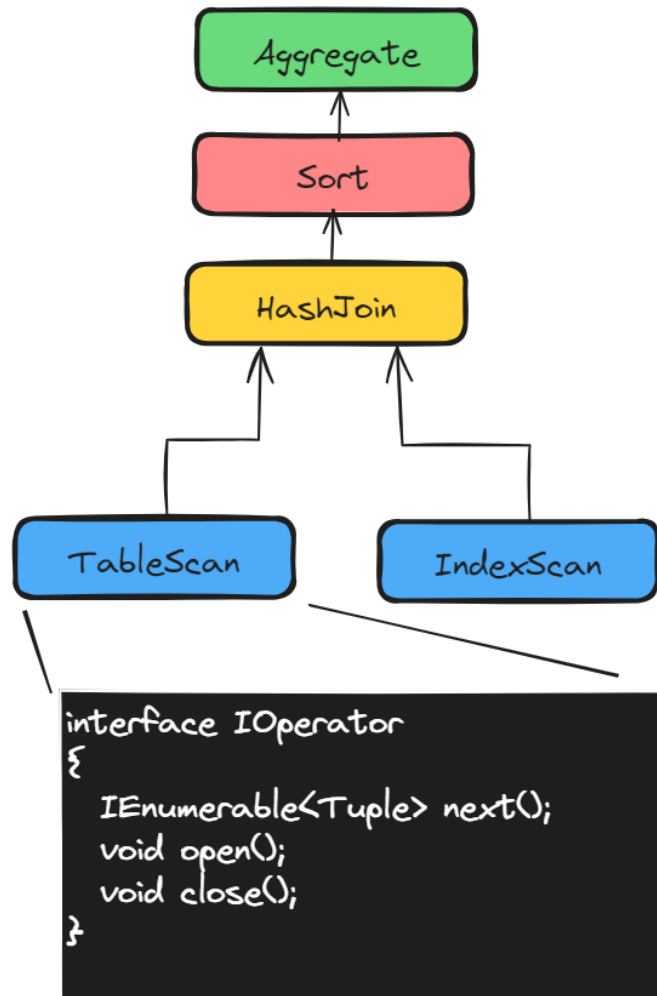 Aggregate
Sort
HashJoin
TableScan
IndexScan
interface IOperator
{
IEnumerable<Tuple> next();
void open();
void close();
}